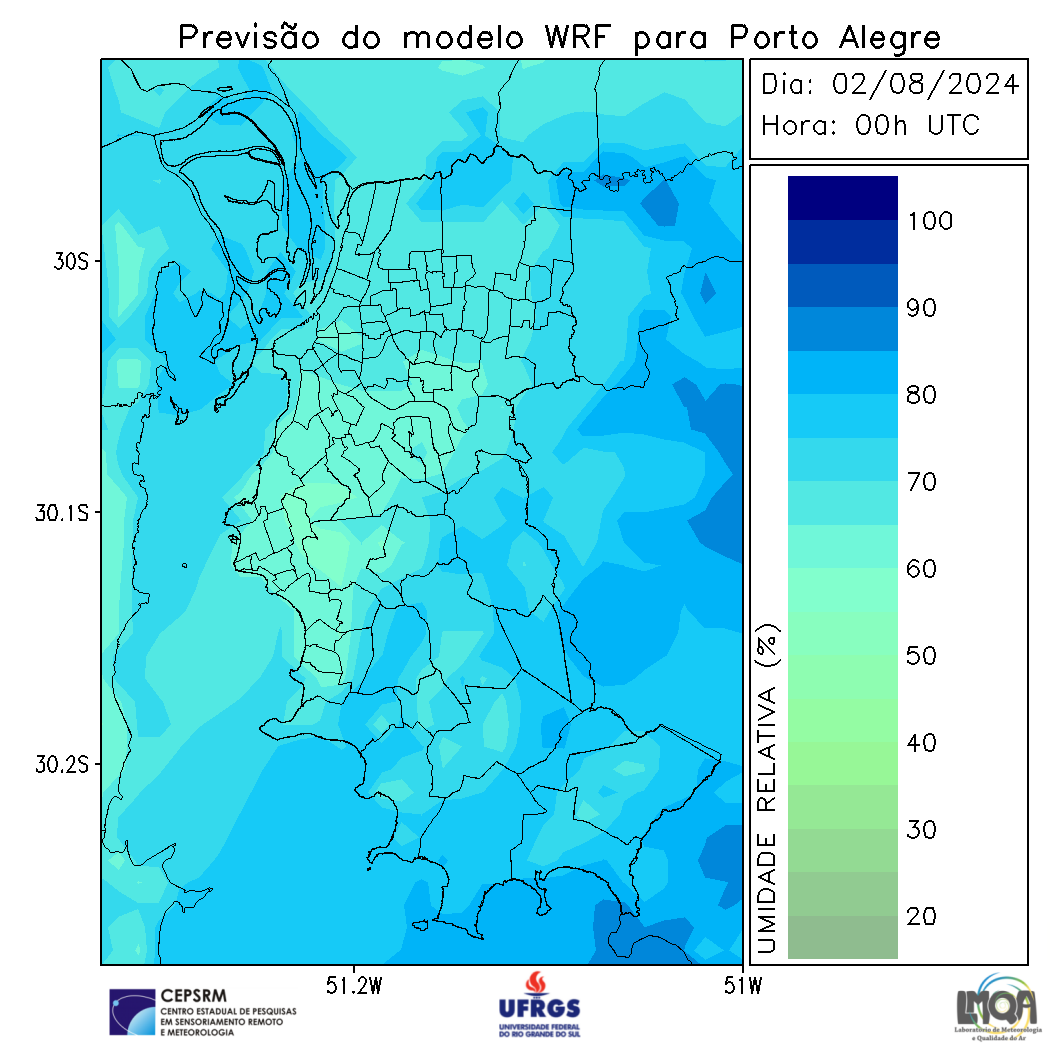 Previsão do modelo WRF para Porto Alegre
Dia: 02/08/2024
Hora: 00h UTC
100
90
80
70
60
50
40
30
20
UMIDADE RELATIVA (%)
30S
30.1S
30.2S
51.2W
51W
CEPSRM
CENTRO ESTADUAL DE PESQUISAS
EM SENSORIAMENTO REMOTO
E METEOROLOGIA
UFRGS
UNIVERSIDADE FEDERAL
DO RIO GRANDE DO SUL
LMQA
Laboratório de Meteorologia
e Qualidade do Ar